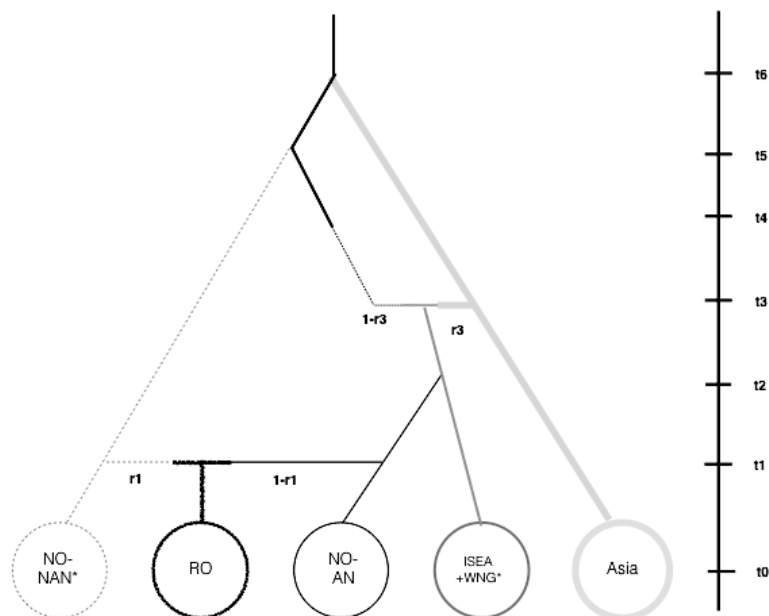 t6
t5
t4
t3
1-r3
r3
t2
t1
r1
1-r1
NO-
NAN*
RO
NO-
AN
ISEA
+WNG*
Asia
t0